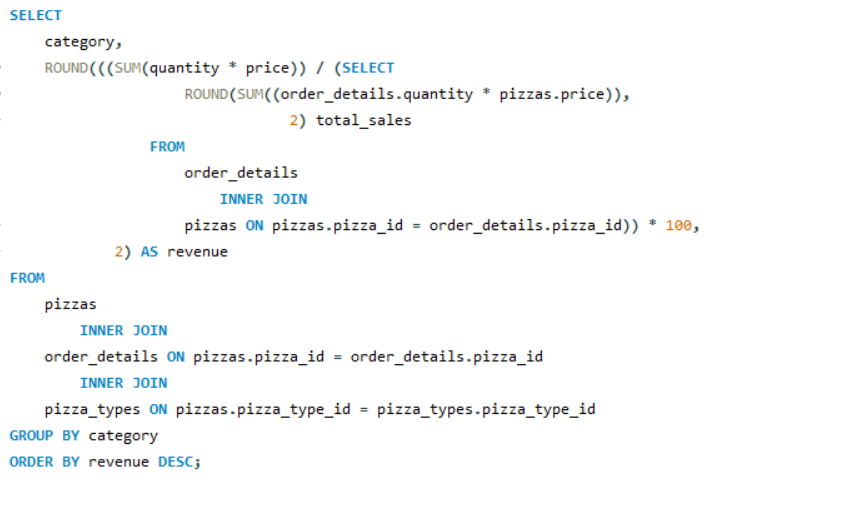 SELECT
category,
ROUND(((SUM(quantity * price)) / (SELECT
ROUND(SUM((order_details.quantity * pizzas.price)),
2) total_sales
FROM
order_details
INNER JOIN
pizzas ON pizzas.pizza_id = order_details.pizza_id)) * 100,
2) AS revenue
FROM
pizzas
INNER JOIN
order_details ON pizzas.pizza_id = order_details.pizza_id
INNER JOIN
pizza_types ON pizzas.pizza_type_id = pizza_types.pizza_type_id
GROUP BY category
ORDER BY revenue DESC;